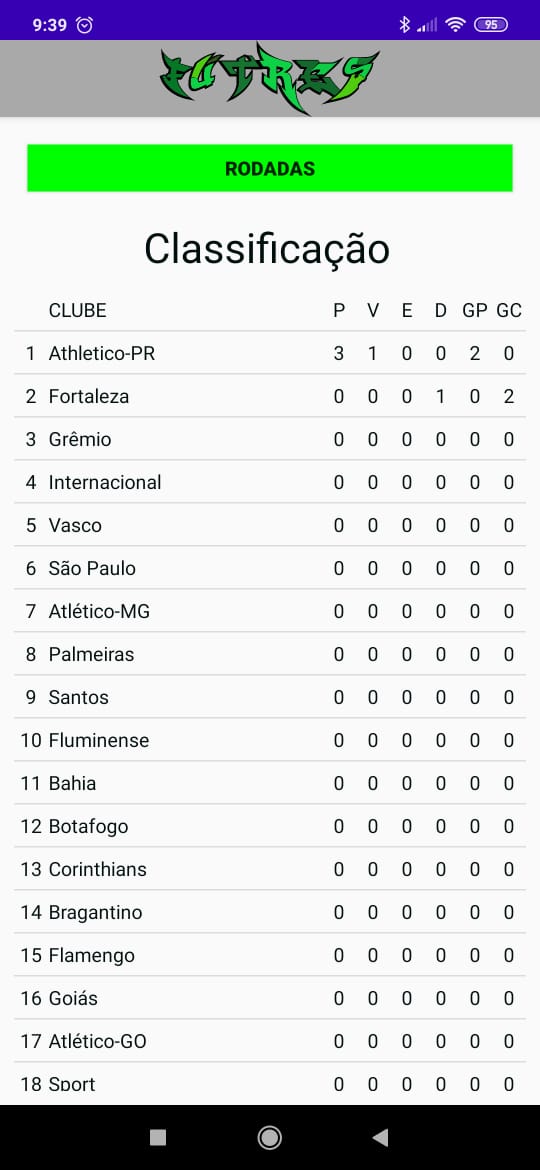 9:39 95
FUTRES
RODADAS
Classificação
CLUBE P V E D GP GC
1 Athletico-PR 3 1 0 0 2 0
2 Fortaleza 0 0 0 1 0 2
3 Grêmio 0 0 0 0 0 0
4 Internacional 0 0 0 0 0 0
5 Vasco 0 0 0 0 0 0
6 São Paulo 0 0 0 0 0 0
7 Atlético-MG 0 0 0 0 0 0
8 Palmeiras 0 0 0 0 0 0
9 Santos 0 0 0 0 0 0
10 Fluminense 0 0 0 0 0 0
11 Bahia 0 0 0 0 0 0
12 Botafogo 0 0 0 0 0 0
13 Corinthians 0 0 0 0 0 0
14 Bragantino 0 0 0 0 0 0
15 Flamengo 0 0 0 0 0 0
16 Goiás 0 0 0 0 0 0
17 Atlético-GO 0 0 0 0 0 0
18 Sport 0 0 0 0 0 0